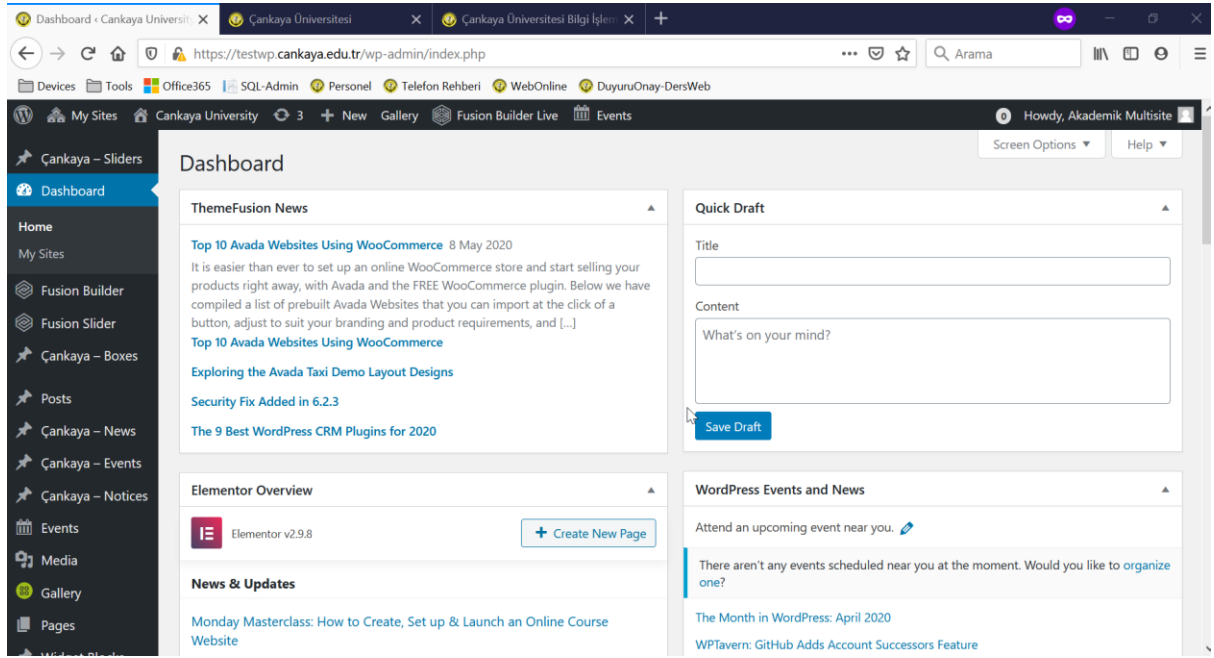 Dashboard ‹ Cankaya Universit
Çankaya Üniversitesi
Çankaya Üniversitesi Bilgi İşlem
https://testwp.cankaya.edu.tr/wp-admin/index.php
Arama
Devices Tools Office365 SQL-Admin Personel Telefon Rehberi WebOnline DuyuruOnay-DersWeb
My Sites Cankaya University 3 New Gallery Fusion Builder Live Events 0 Howdy, Akademik Multisite
Screen Options Help
Çankaya – Sliders
Dashboard
Home
My Sites
Fusion Builder
Fusion Slider
Çankaya – Boxes
Posts
Çankaya – News
Çankaya – Events
Çankaya – Notices
Events
Media
Gallery
Pages
Widget Blocks
Dashboard
ThemeFusion News
Top 10 Avada Websites Using WooCommerce 8 May 2020
It is easier than ever to set up an online WooCommerce store and start selling your
products right away, with Avada and the FREE WooCommerce plugin. Below we have
compiled a list of prebuilt Avada Websites that you can import at the click of a
button, adjust to suit your branding and product requirements, and […]
Top 10 Avada Websites Using WooCommerce
Exploring the Avada Taxi Demo Layout Designs
Security Fix Added in 6.2.3
The 9 Best WordPress CRM Plugins for 2020
Elementor Overview
Elementor v2.9.8
Create New Page
News & Updates
Monday Masterclass: How to Create, Set up & Launch an Online Course
Website
Quick Draft
Title
Content
What's on your mind?
Save Draft
WordPress Events and News
Attend an upcoming event near you.
There aren't any events scheduled near you at the moment. Would you like to organize
one?
The Month in WordPress: April 2020
WPTavern: GitHub Adds Account Successors Feature